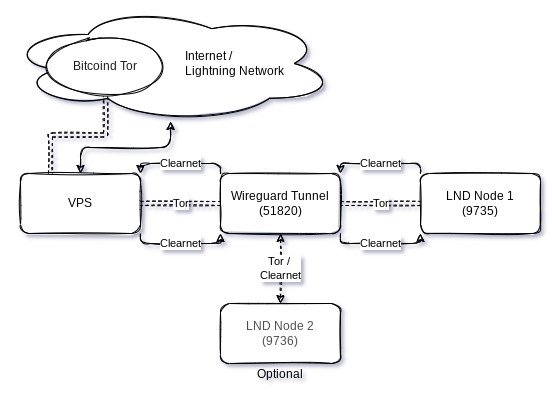 Bitcoind Tor
Internet /
Lightning Network
Clearnet
Clearnet
VPS
Tor
Wireguard Tunnel
(51820)
Tor
LND Node 1
(9735)
Clearnet
Clearnet
Tor /
Clearnet
LND Node 2
(9736)
Optional